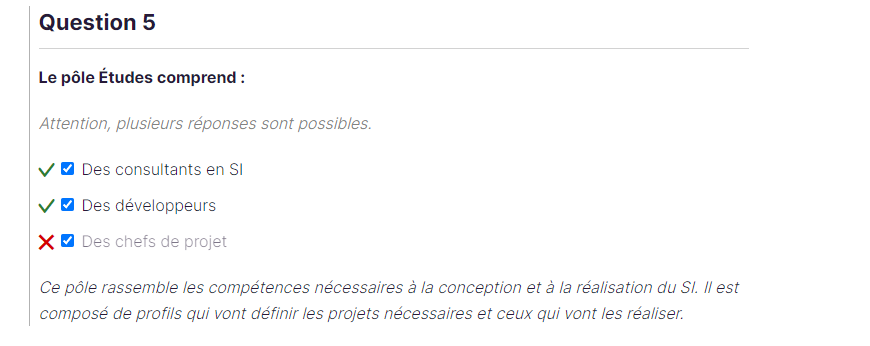 Question 5
Le pôle Études comprend :
Attention, plusieurs réponses sont possibles.
Des consultants en SI
Des développeurs
Des chefs de projet
Ce pôle rassemble les compétences nécessaires à la conception et à la réalisation du SI. Il est
composé de profils qui vont définir les projets nécessaires et ceux qui vont les réaliser.